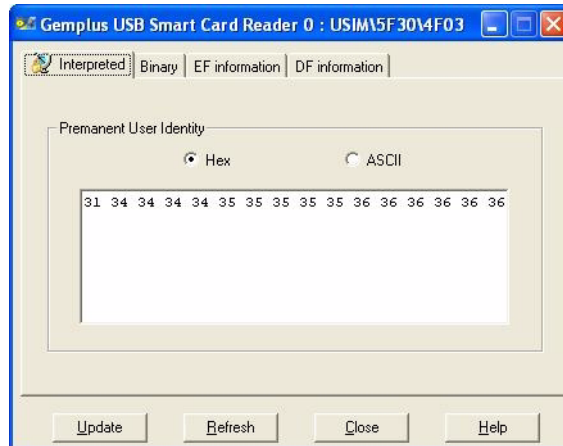 Gemplus USB Smart Card Reader 0 : USIM\5F30\4F03
Interpreted Binary EF information DF information
Premanent User Identity
Hex ASCII
31 34 34 34 34 35 35 35 35 35 36 36 36 36 36 36
Update Refresh Close Help